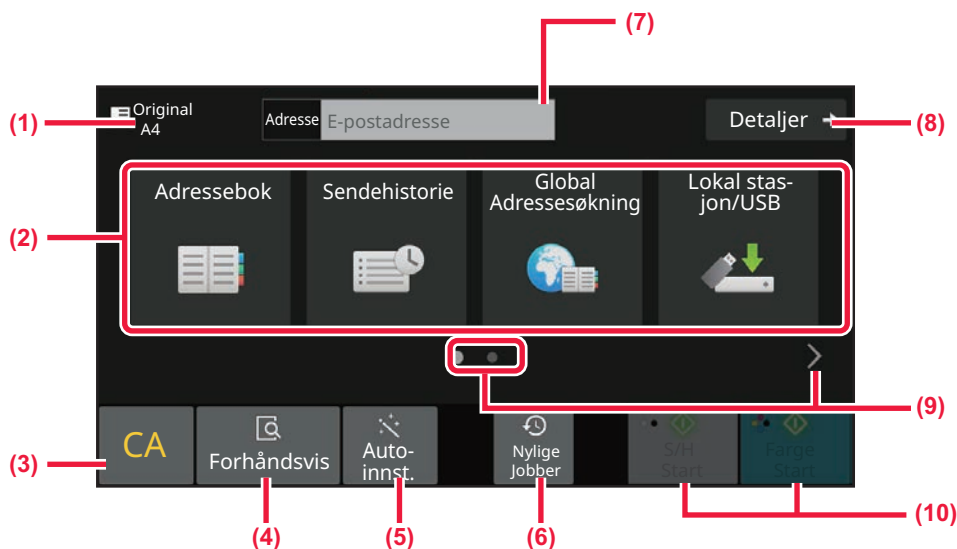 (7)
(1)
Original
A4
Adresse E-postadresse
Detaljer
(8)
(2)
Adressebok
Sendehistorie
Global
Adressesøkning
Lokal stas-
jon/USB
(9)
(3)
CA
Forhåndsvis
Auto-
innst.
Nylige
Jobber
S/H
Start
Farge
Start
(4)
(5)
(6)
(10)